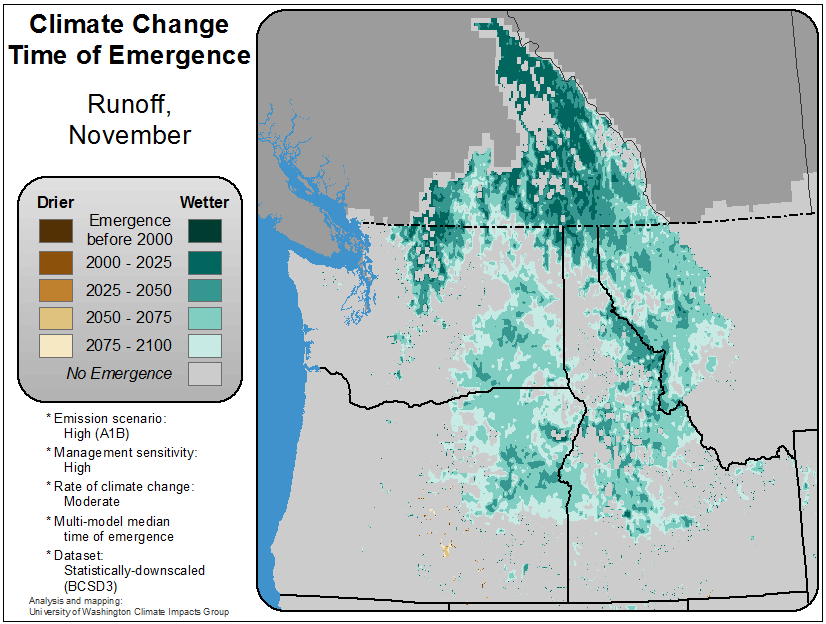 Climate Change
Time of Emergence
Runoff,
November
Drier
Wetter
Emergence
before 2000
2000 - 2025
2025 - 2050
2050 - 2075
2075 - 2100
No Emergence
* Emission scenario:
High (A1B)
* Management sensitivity:
High
* Rate of climate change:
Moderate
* Multi-model median
time of emergence
* Dataset:
Statistically-downscaled
(BCSD3)
Analysis and mapping:
University of Washington Climate Impacts Group